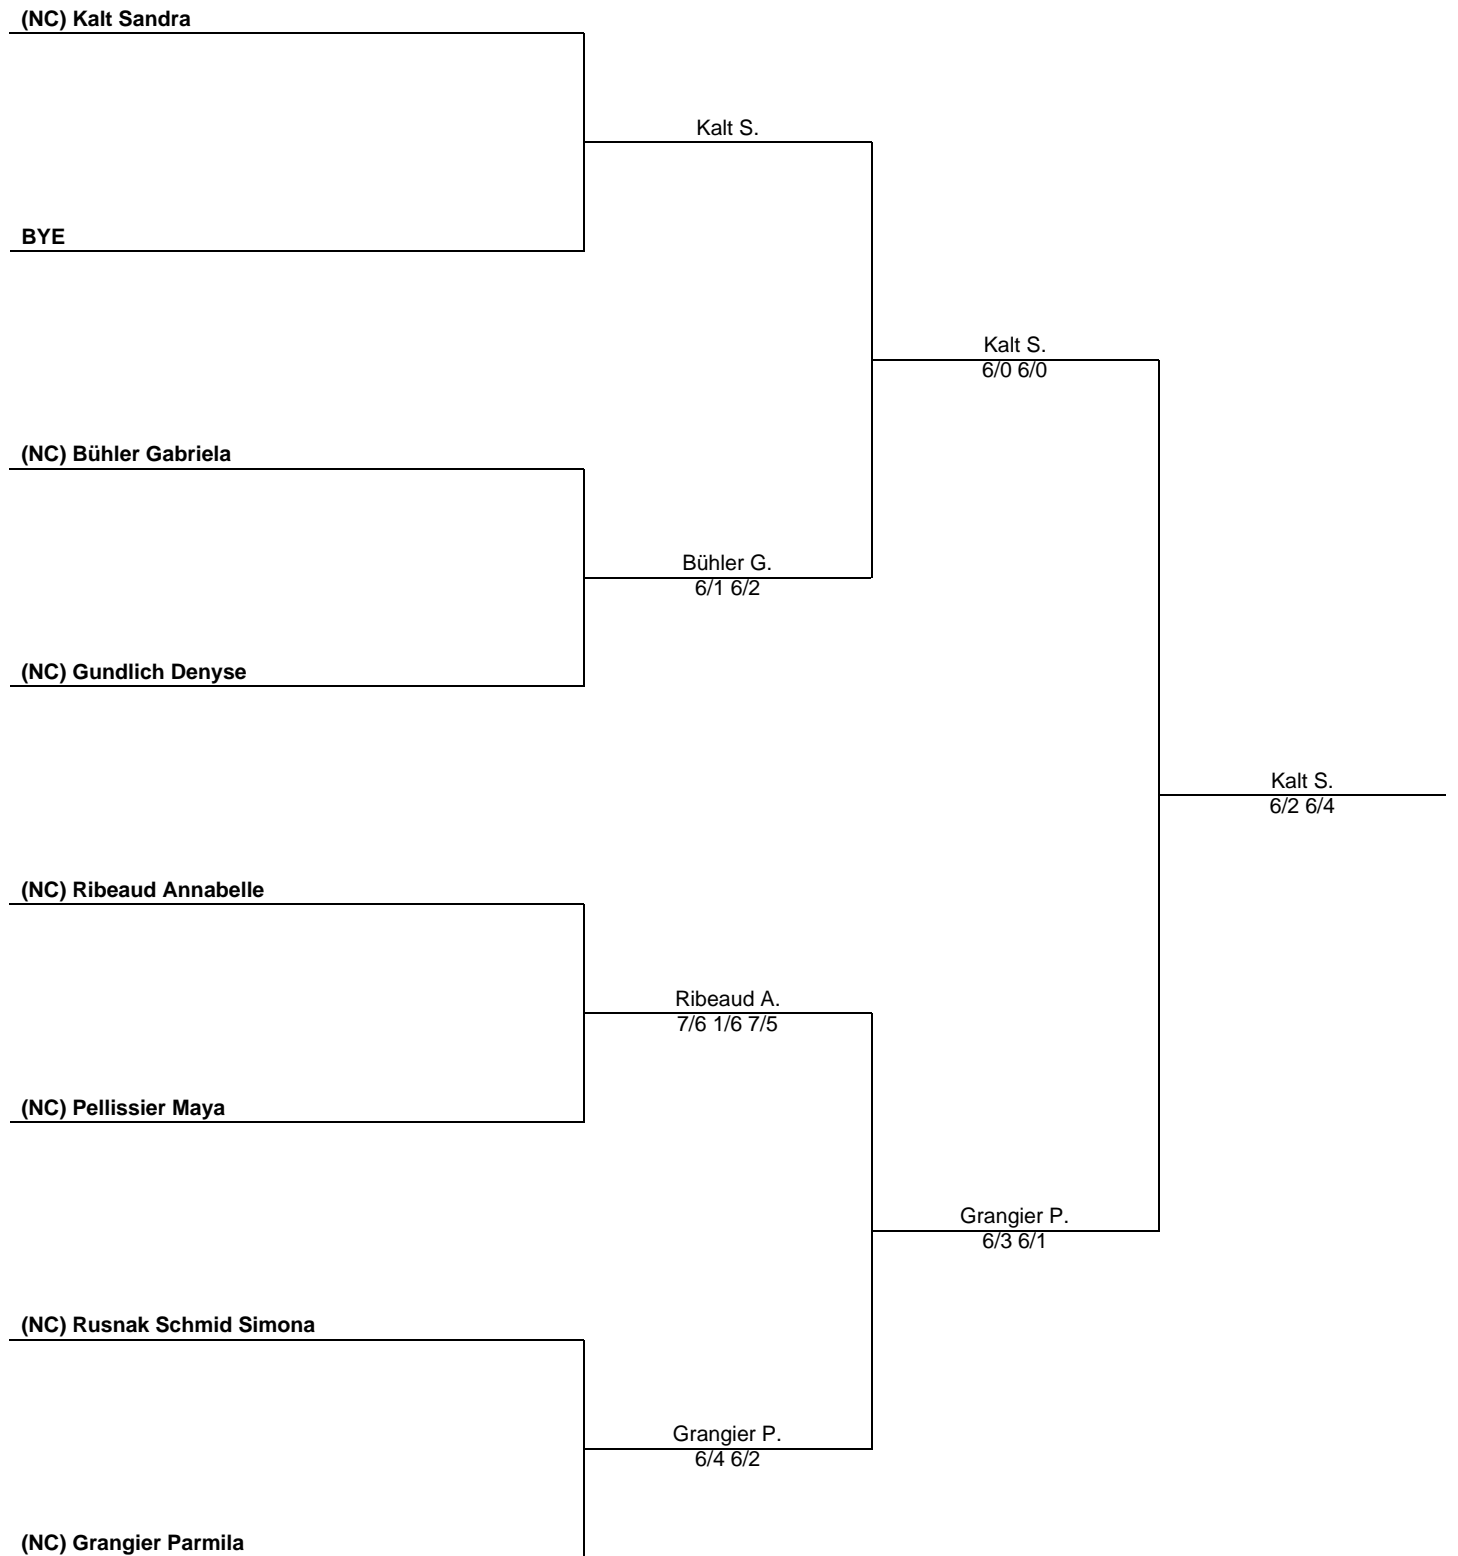 (NC) Kalt Sandra
Kalt S.
BYE
Kalt S.
6/0 6/0
(NC) Bühler Gabriela
Bühler G.
6/1 6/2
(NC) Gundlich Denyse
Kalt S.
6/2 6/4
(NC) Ribeaud Annabelle
Ribeaud A.
7/6 1/6 7/5
(NC) Pellissier Maya
Grangier P.
6/3 6/1
(NC) Rusnak Schmid Simona
Grangier P.
6/4 6/2
(NC) Grangier Parmila